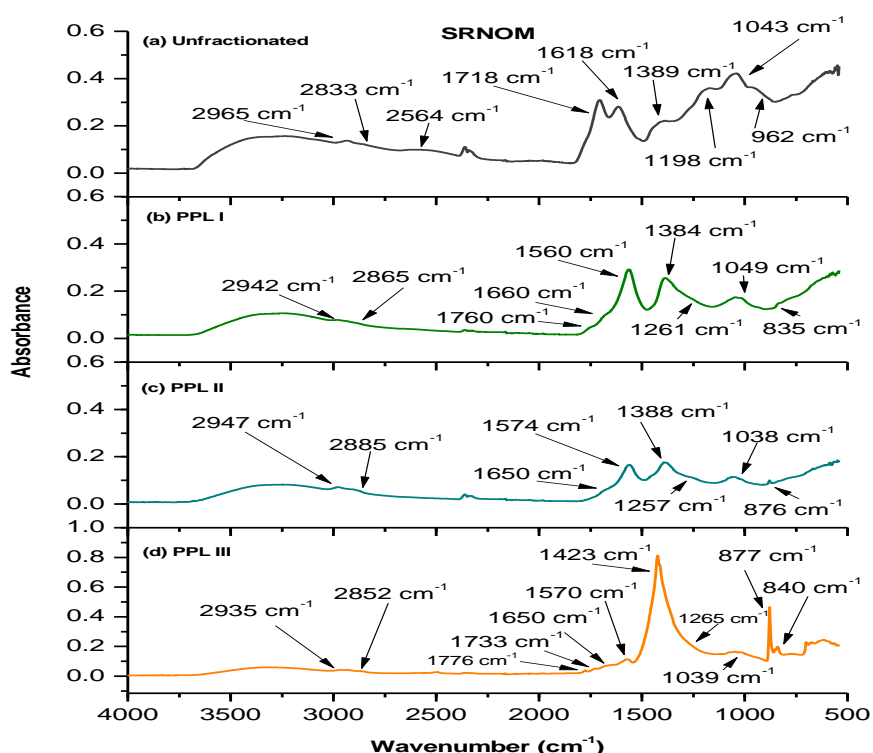 SRNOM
(a) Unfractionated
2965 cm⁻¹
2833 cm⁻¹
2564 cm⁻¹
1718 cm⁻¹
1618 cm⁻¹
1389 cm⁻¹
1043 cm⁻¹
1198 cm⁻¹
962 cm⁻¹
0.6
0.4
0.2
0.0
0.6
(b) PPL I
2942 cm⁻¹
2865 cm⁻¹
1560 cm⁻¹
1660 cm⁻¹
1760 cm⁻¹
1384 cm⁻¹
1261 cm⁻¹
1049 cm⁻¹
835 cm⁻¹
0.4
0.2
0.0
0.6
(c) PPL II
2947 cm⁻¹
2885 cm⁻¹
1574 cm⁻¹
1650 cm⁻¹
1388 cm⁻¹
1257 cm⁻¹
1038 cm⁻¹
876 cm⁻¹
0.4
0.2
0.0
1.0
(d) PPL III
2935 cm⁻¹
2852 cm⁻¹
1423 cm⁻¹
1570 cm⁻¹
1650 cm⁻¹
1733 cm⁻¹
1776 cm⁻¹
1265 cm⁻¹
1039 cm⁻¹
877 cm⁻¹
840 cm⁻¹
0.8
0.6
0.4
0.2
0.0
4000 3500 3000 2500 2000 1500 1000 500
Wavenumber (cm⁻¹)
Absorbance